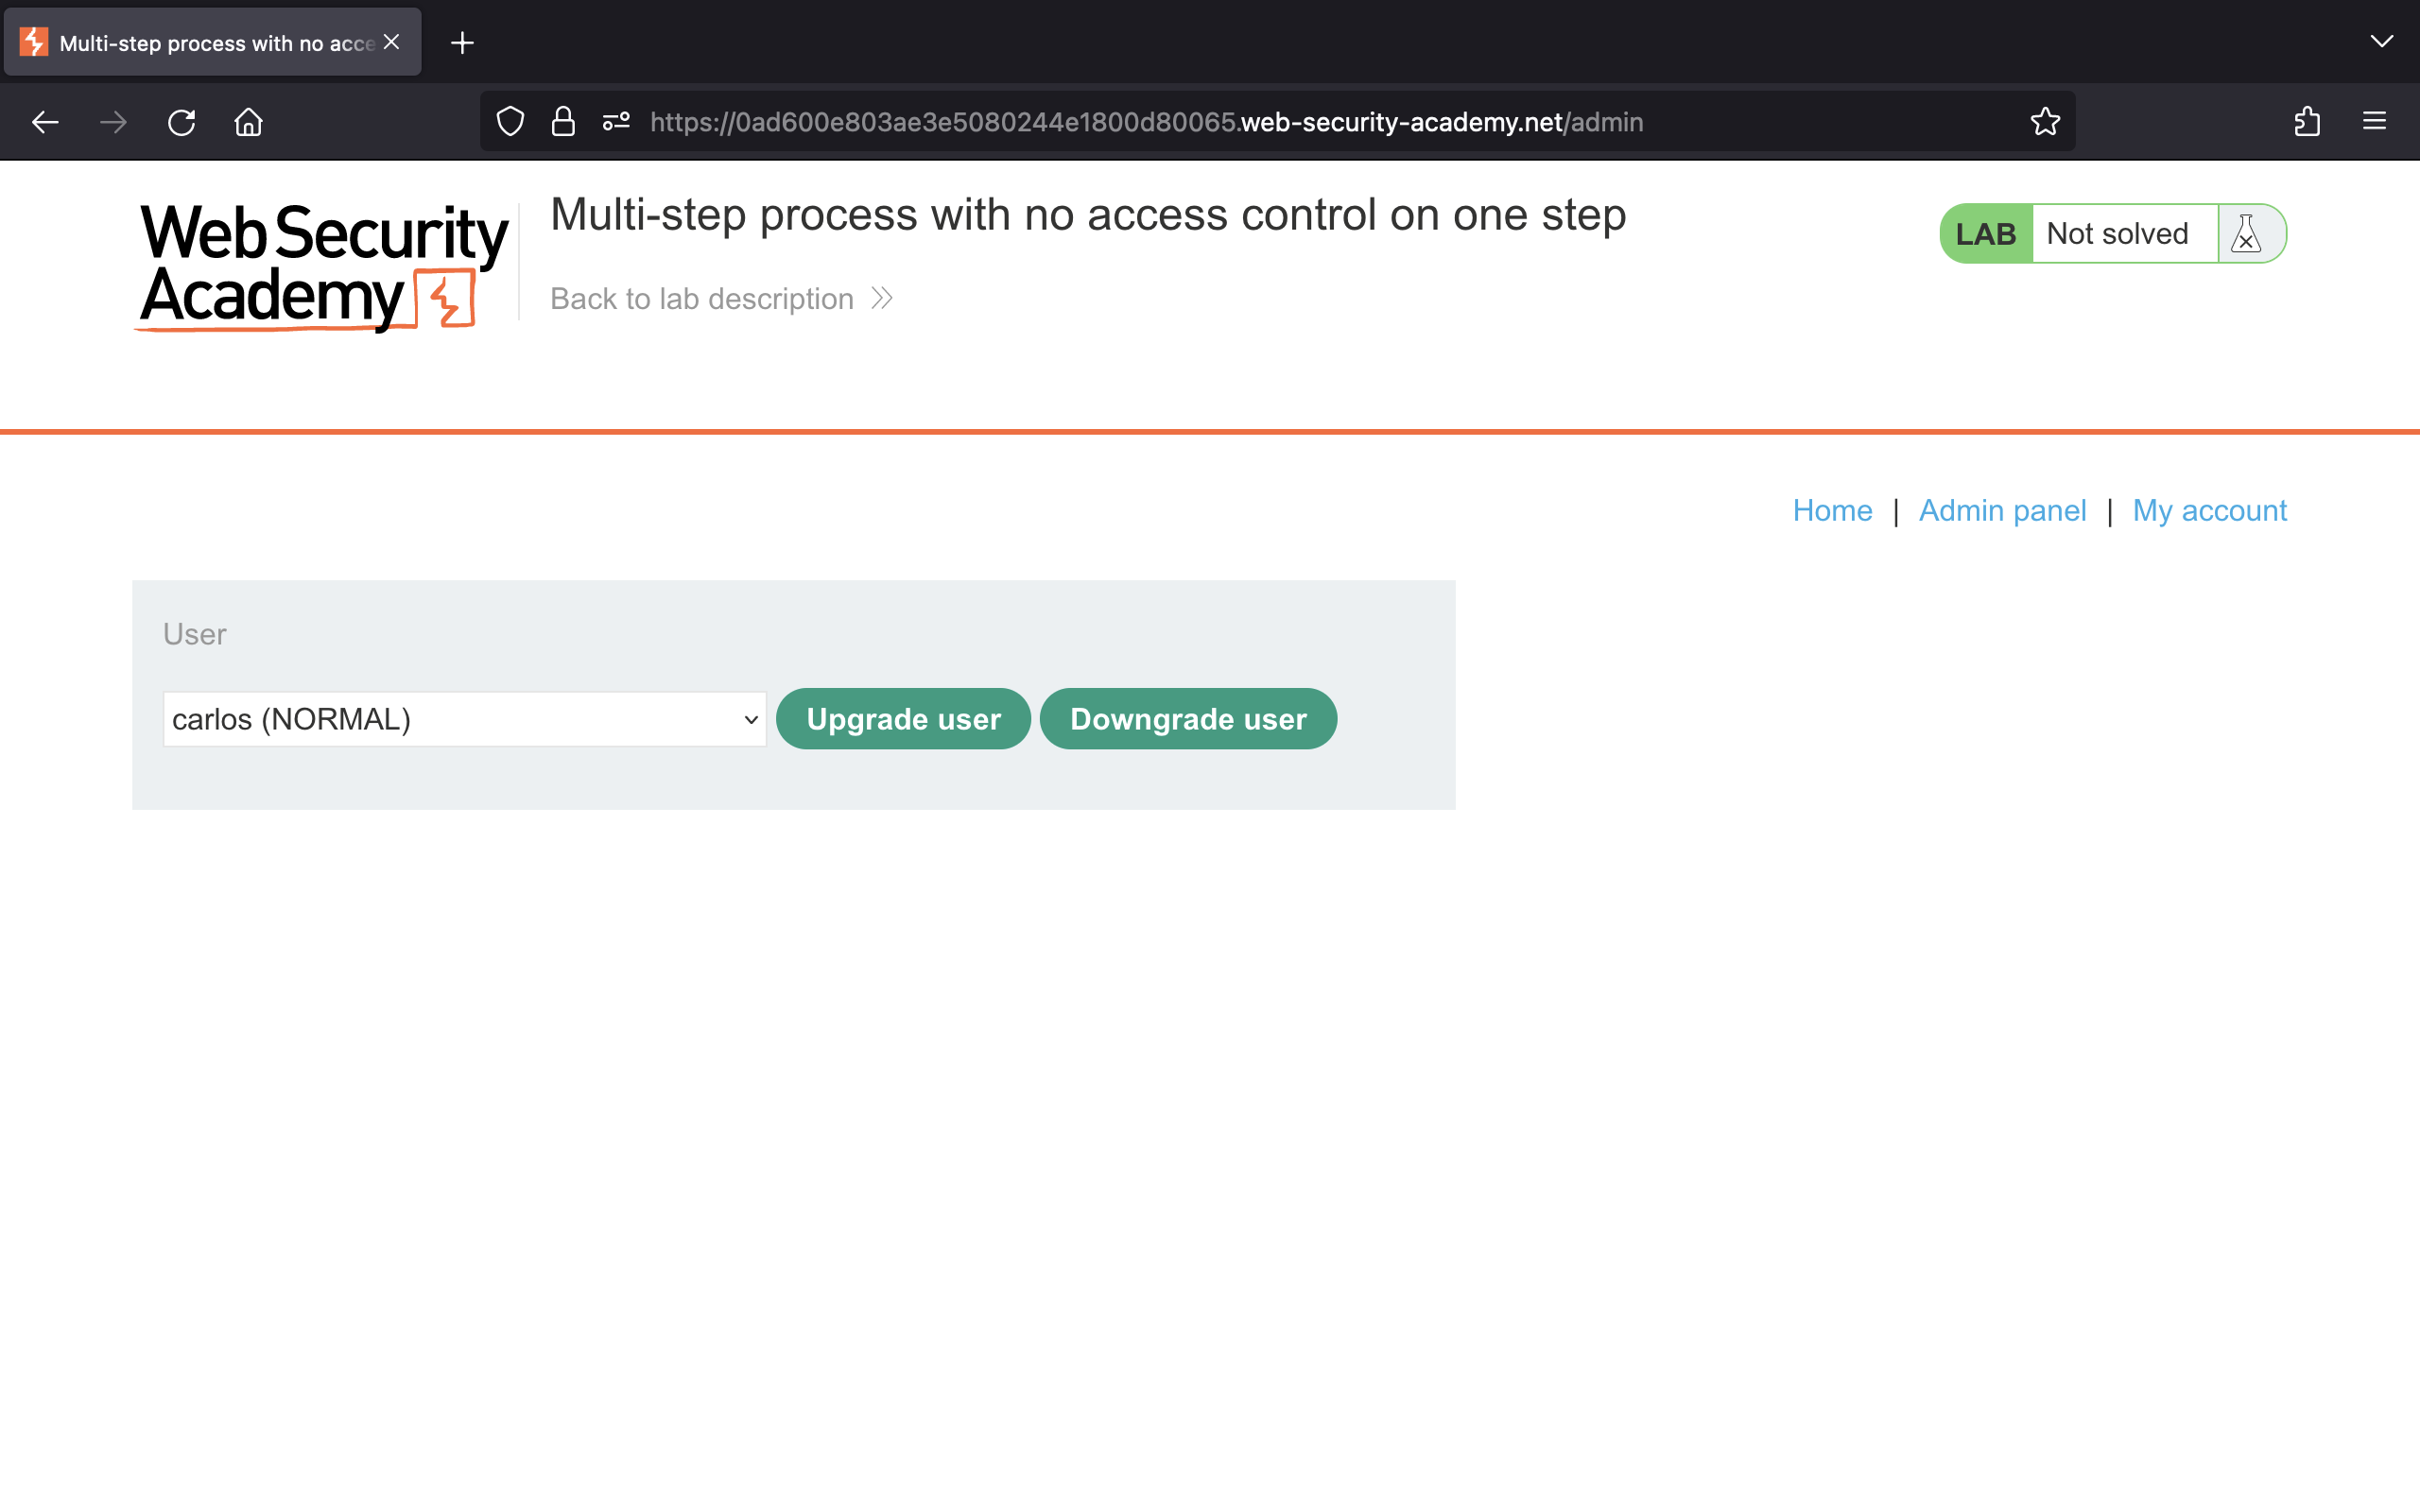 Multi-step process with no acce
https://0ad600e803ae3e5080244e1800d80065.web-security-academy.net/admin
Web Security
Academy
Multi-step process with no access control on one step
Back to lab description
LAB Not solved
Home | Admin panel | My account
User
carlos (NORMAL) Upgrade user Downgrade user